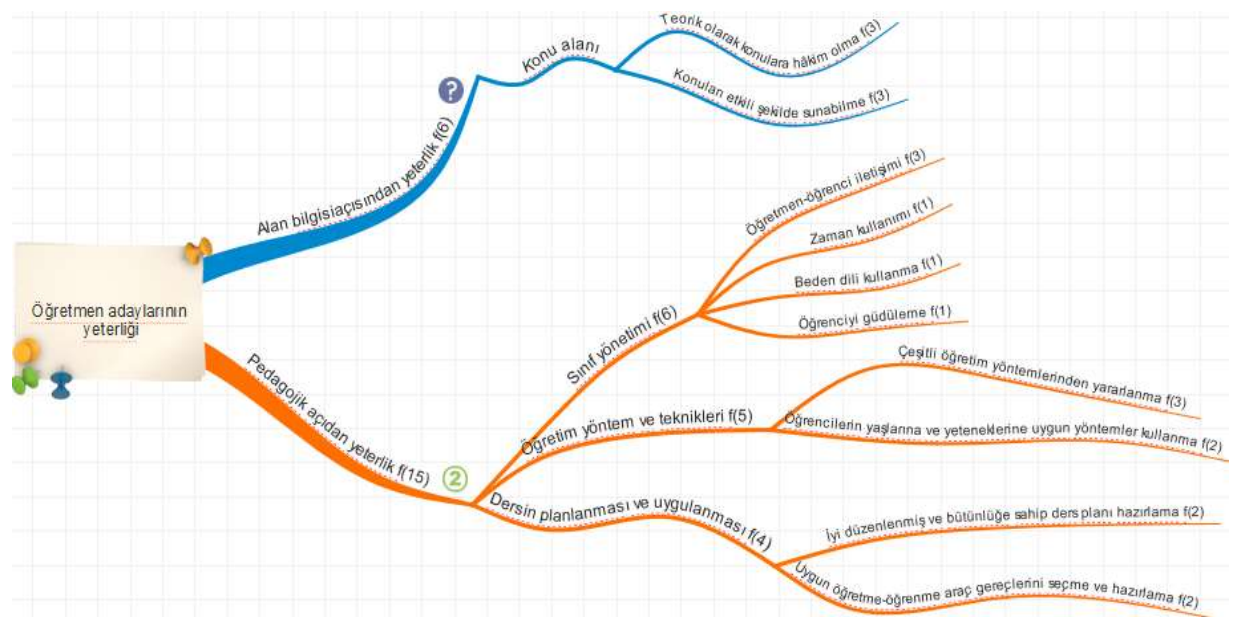 Öğretmen adaylarının
yeterliği
Alan bilgisiaçısından yeterlik f(6)
?
Konu alanı
Teorik olarak konulara hâkim olma f(3)
Konuları etkili şekilde sunabilme f(3)
Pedagojik açıdan yeterlik f(15)
2
Sınıf yönetimi f(6)
Öğretmen-öğrenci iletişimi f(3)
Zaman kullanımı f(1)
Beden dili kullanma f(1)
Öğrenciyi güdüleme f(1)
Öğretim yöntem ve teknikleri f(5)
Çeşitli öğretim yöntemlerinden yararlanma f(3)
Öğrencilerin yaşlarına ve yeteneklerine uygun yöntemler kullanma f(2)
Dersin planlanması ve uygulanması f(4)
İyi düzenlenmiş ve bütünlüğe sahip ders planı hazırlama f(2)
Uygun öğretme-öğrenme araç gereçlerini seçme ve hazırlama f(2)